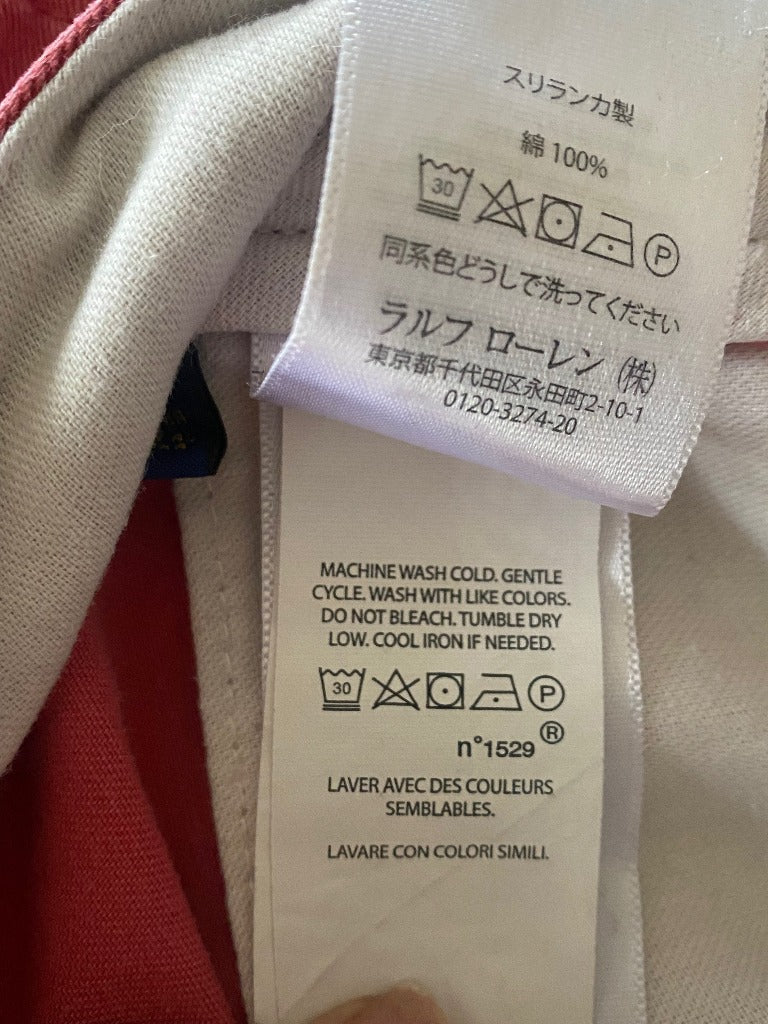 スリランカ製
綿 100%
30 P
同系色どうしで洗ってください
ラルフ ローレン (株)
東京都千代田区永田町2-10-1
0120-3274-20
MACHINE WASH COLD. GENTLE
CYCLE. WASH WITH LIKE COLORS.
DO NOT BLEACH. TUMBLE DRY
LOW. COOL IRON IF NEEDED.
30 P
n°1529®
LAVER AVEC DES COULEURS
SEMBLABLES.
LAVARE CON COLORI SIMILI.